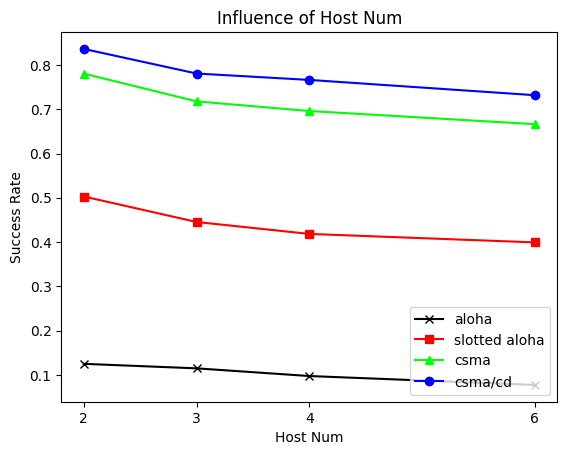 Influence of Host Num
Success Rate
0.8
0.7
0.6
0.5
0.4
0.3
0.2
0.1
2
3
4
6
Host Num
aloha
slotted aloha
csma
csma/cd